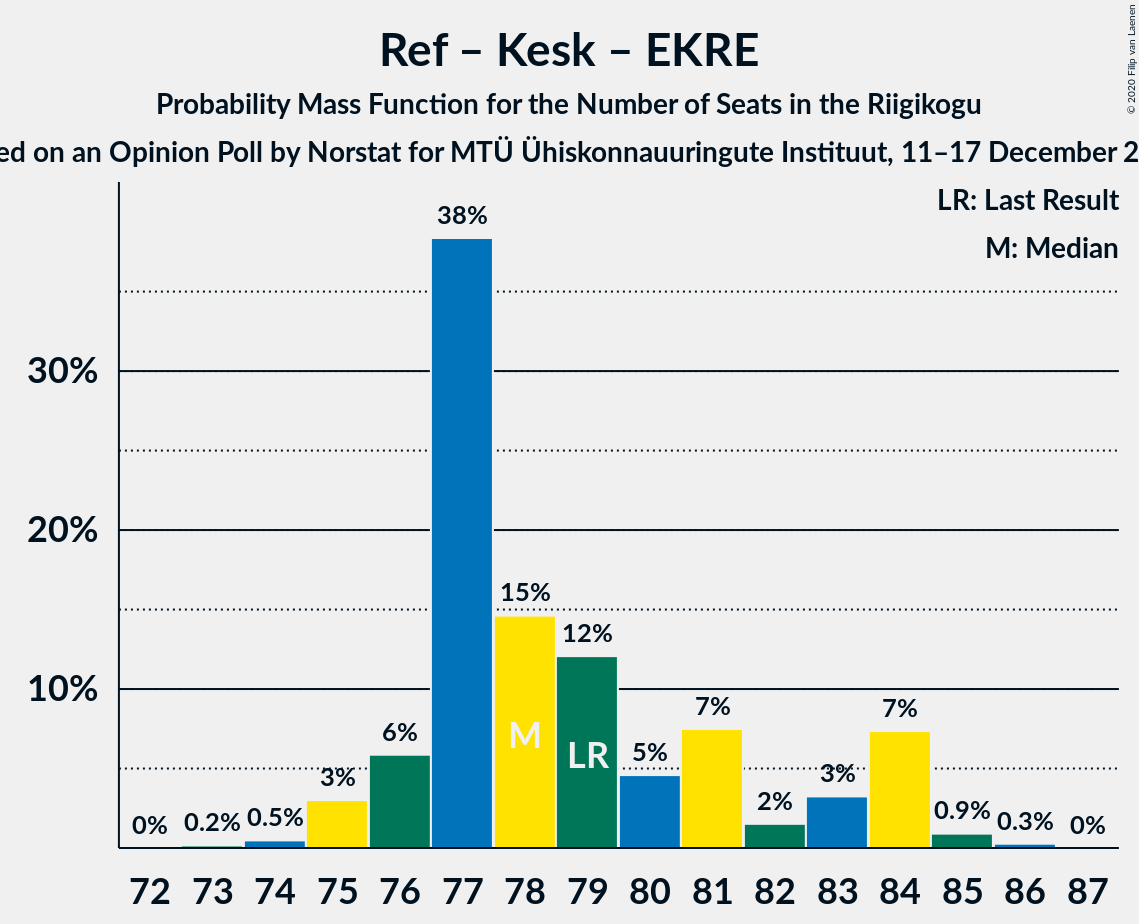 Ref – Kesk – EKRE
Probability Mass Function for the Number of Seats in the Riigikogu
on an Opinion Poll by Norstat for MTÜ Ühiskonnauuringute Instituut, 11–17 December
© 2020 Filip van Laenen
LR: Last Result
M: Median
38%
30%
20%
15%
12%
10%
7%
7%
6%
5%
3%
3%
2%
0.9%
0.5%
0.3%
0.2%
0%
0%
M
LR
72 73 74 75 76 77 78 79 80 81 82 83 84 85 86 87